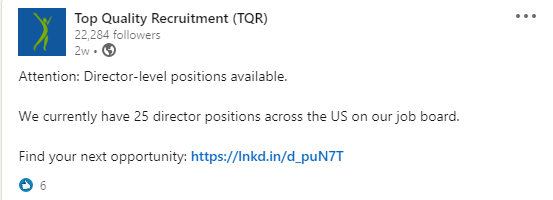 Top Quality Recruitment (TQR)
22,284 followers
2w •
Attention: Director-level positions available.
We currently have 25 director positions across the US on our job board.
Find your next opportunity: https://lnkd.in/d_puN7T
6